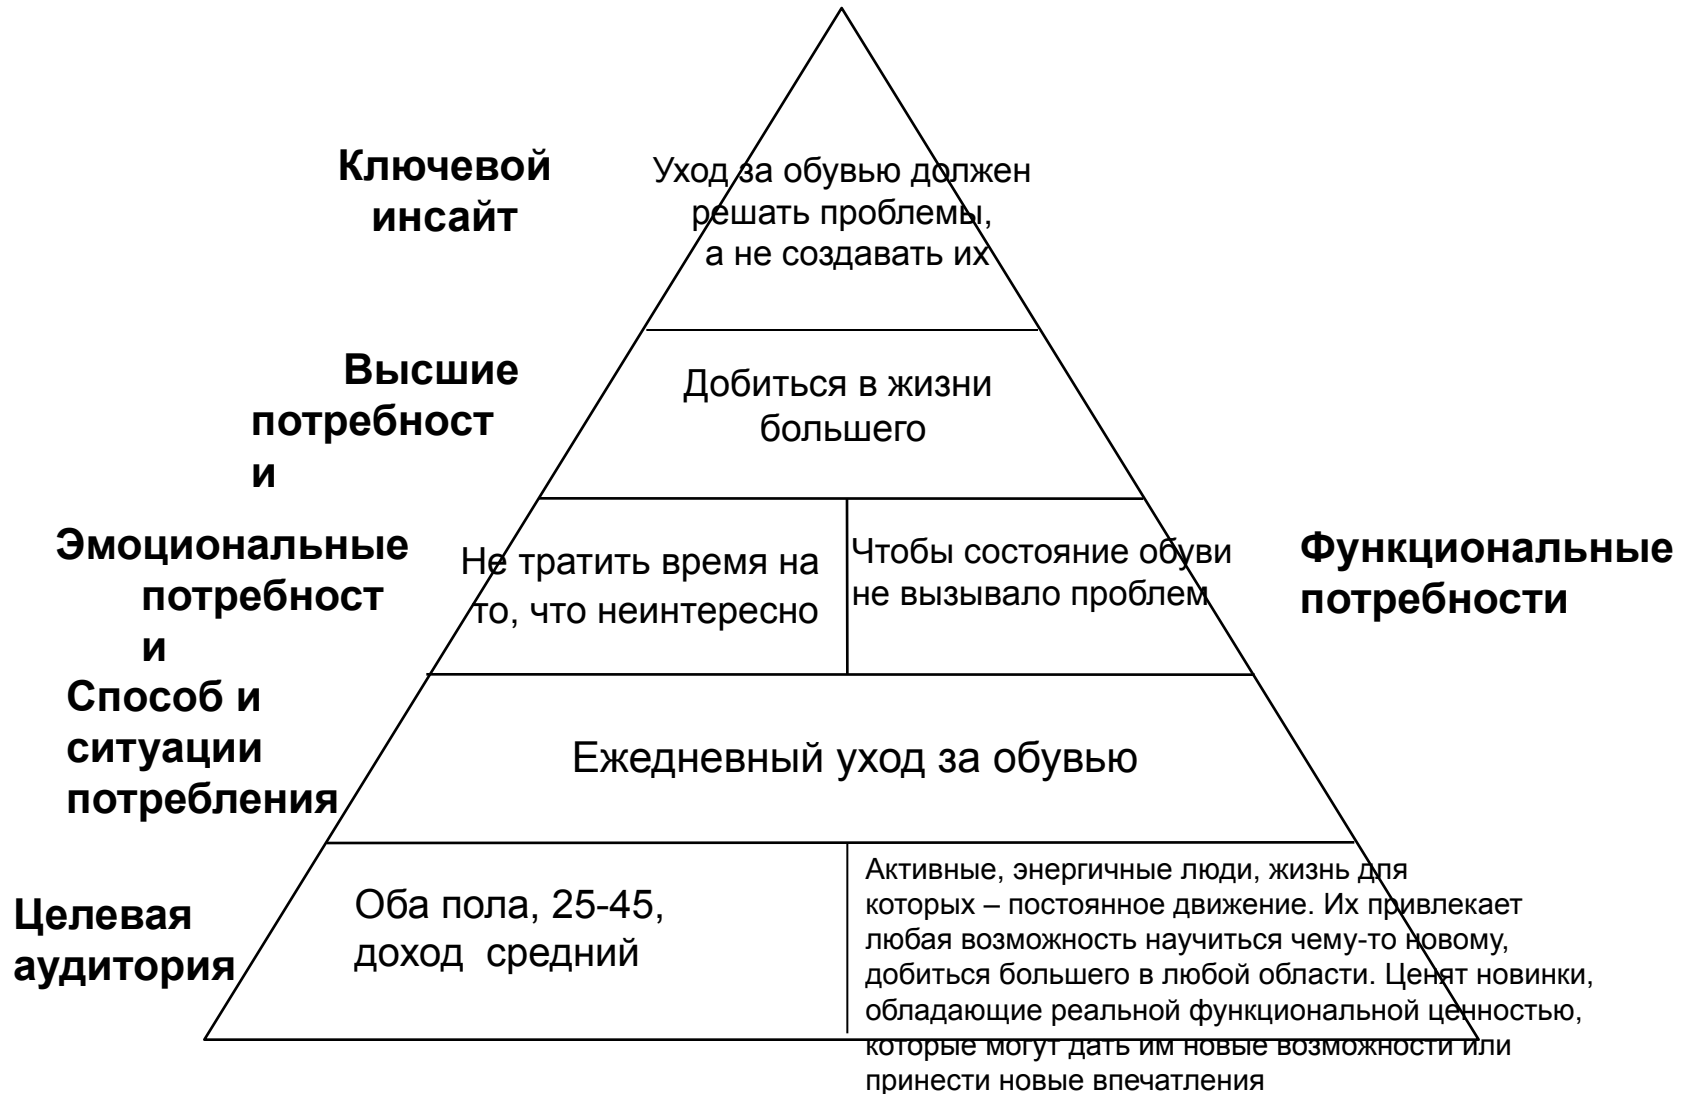 Ключевой
инсайт
Уход за обувью должен
решать проблемы,
а не создавать их
Высшие
потребност
и
Добиться в жизни
большего
Эмоциональные
потребност
и
Не тратить время на
то, что неинтересно
Чтобы состояние обуви
не вызывало проблем
Функциональные
потребности
Способ и
ситуации
потребления
Ежедневный уход за обувью
Целевая
аудитория
Оба пола, 25-45,
доход средний
Активные, энергичные люди, жизнь для
которых – постоянное движение. Их привлекает
любая возможность научиться чему-то новому,
добиться большего в любой области. Ценят новинки,
обладающие реальной функциональной ценностью,
которые могут дать им новые возможности или
принести новые впечатления